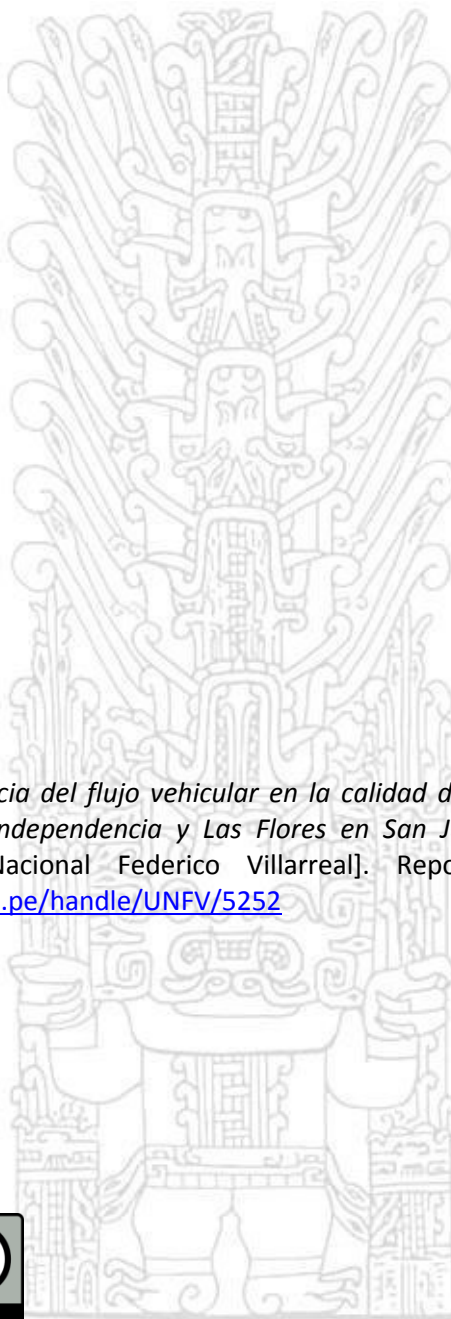 cia del flujo vehicular en la calidad d
ndependencia y Las Flores en San J
Nacional Federico Villarreal]. Repo
.pe/handle/UNFV/5252